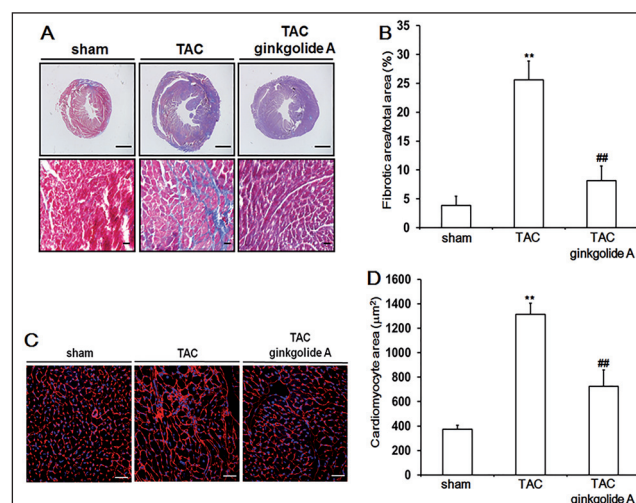 A
sham
TAC
TAC
ginkgolide A
B
Fibrotic area/total area (%)
35
30
25
20
15
10
5
0
**
##
sham
TAC
TAC
ginkgolide A
C
sham
TAC
TAC
ginkgolide A
D
Cardiomyocyte area (μm²)
1600
1400
1200
1000
800
600
400
200
0
**
##
sham
TAC
TAC
ginkgolide A